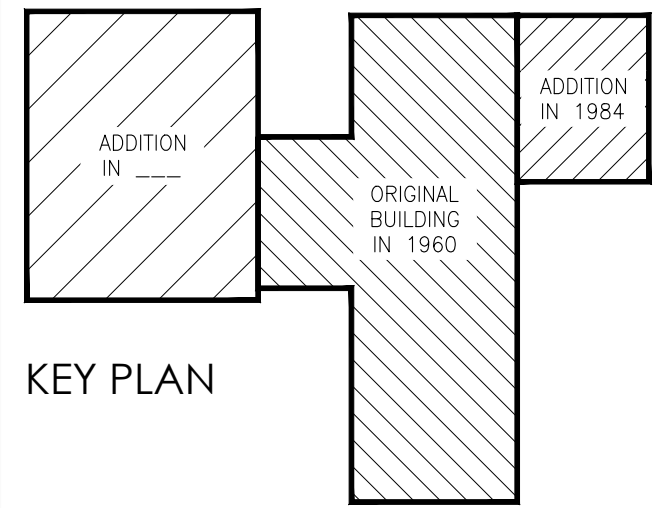 ADDITION
IN ___
ORIGINAL
BUILDING
IN 1960
ADDITION
IN 1984
KEY PLAN